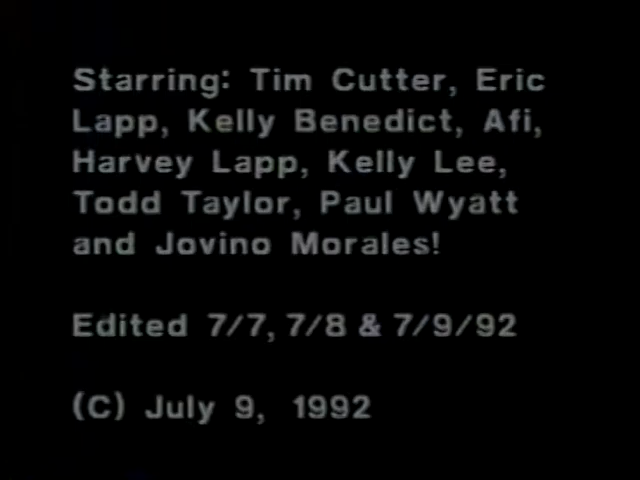 Starring: Tim Cutter, Eric
Lapp, Kelly Benedict, Afi,
Harvey Lapp, Kelly Lee,
Todd Taylor, Paul Wyatt
and Jovino Morales!
Edited 7/7, 7/8 & 7/9/92
(C) July 9, 1992